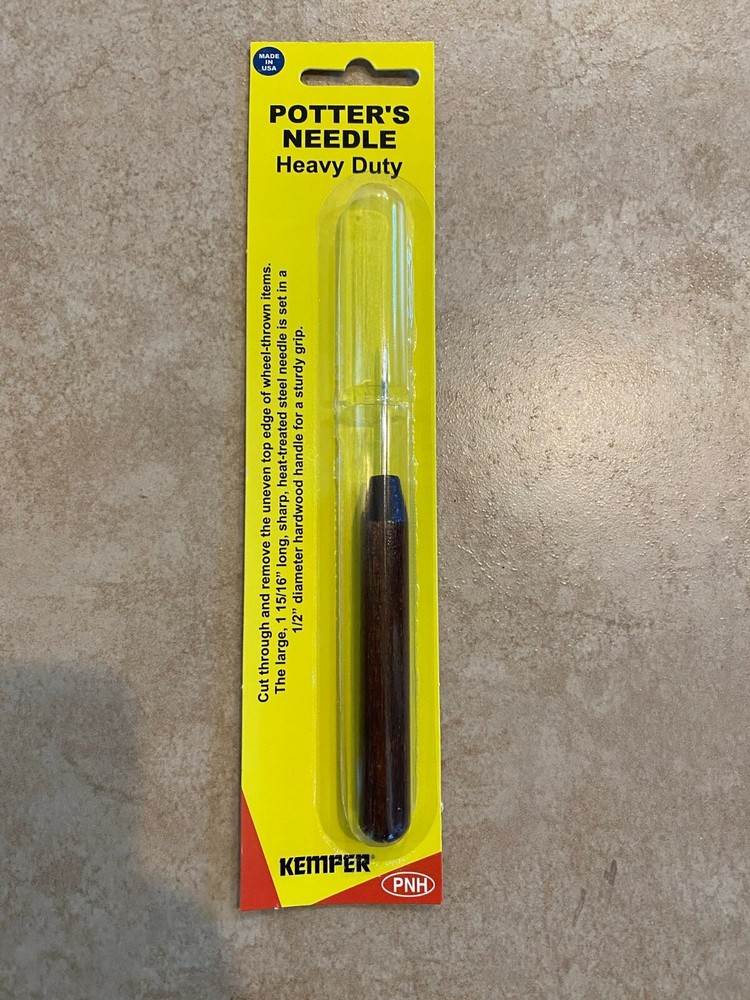 MADE
IN
USA
POTTER'S
NEEDLE
Heavy Duty
Cut through and remove the uneven top edge of wheel-thrown items.
The large, 1 15/16" long, sharp, heat-treated steel needle is set in a
1/2" diameter hardwood handle for a sturdy grip.
KEMPER®
PNH